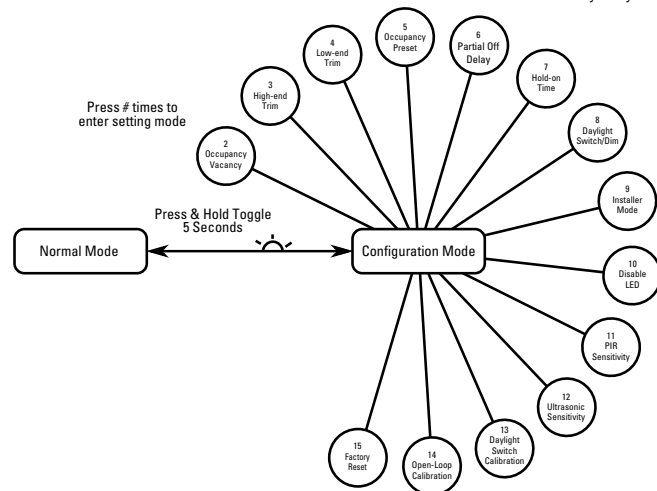 5
Occupancy
Preset
6
Partial Off
Delay
4
Low-end
Trim
7
Hold-on
Time
3
High-end
Trim
Press # times to
enter setting mode
8
Daylight
Switch/Dim
2
Occupancy
Vacancy
9
Installer
Mode
Press & Hold Toggle
5 Seconds
Normal Mode
Configuration Mode
10
Disable
LED
11
PIR
Sensitivity
12
Ultrasonic
Sensitivity
13
Daylight
Switch
Calibration
15
Factory
Reset
14
Open-Loop
Calibration